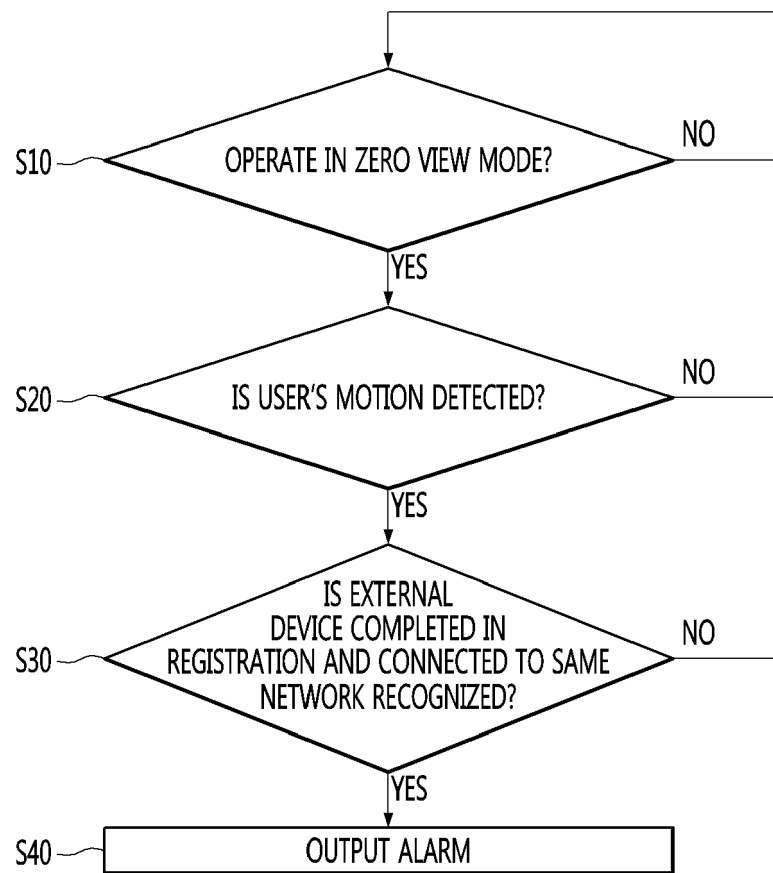 NO
S10
OPERATE IN ZERO VIEW MODE?
YES
NO
S20
IS USER'S MOTION DETECTED?
YES
IS EXTERNAL
DEVICE COMPLETED IN
NO
S30
REGISTRATION AND CONNECTED TO SAME
NETWORK RECOGNIZED?
YES
S40
OUTPUT ALARM